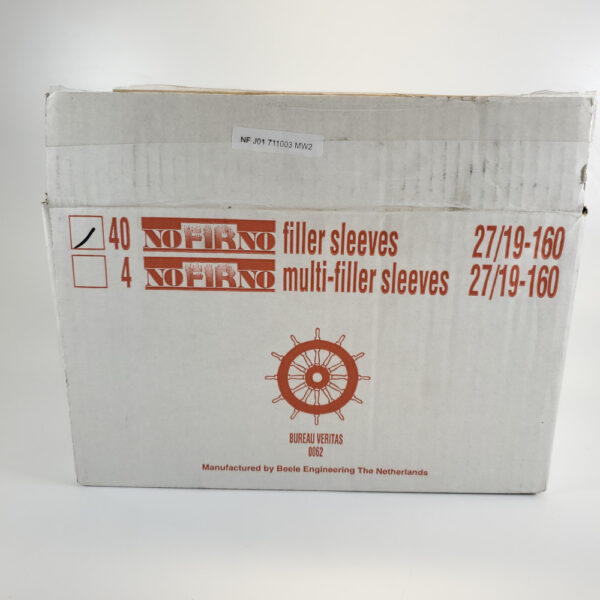 NF J01 711003 MW2
40 NOFIRNO filler sleeves 27/19-160
4 NOFIRNO multi-filler sleeves 27/19-160
BUREAU VERITAS
0062
Manufactured by Beele Engineering The Netherlands